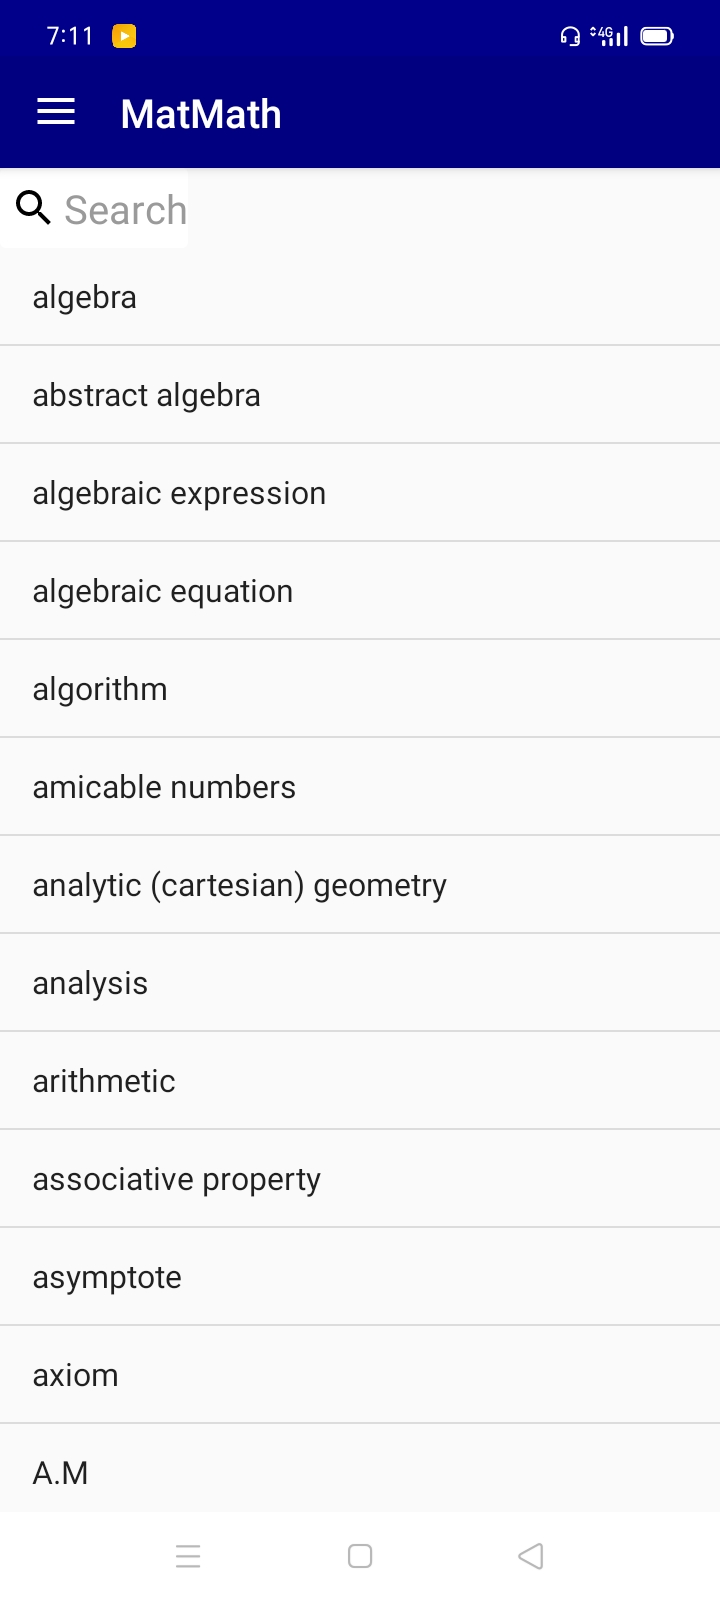 7:11 4G
MatMath
Search
algebra
abstract algebra
algebraic expression
algebraic equation
algorithm
amicable numbers
analytic (cartesian) geometry
analysis
arithmetic
associative property
asymptote
axiom
A.M